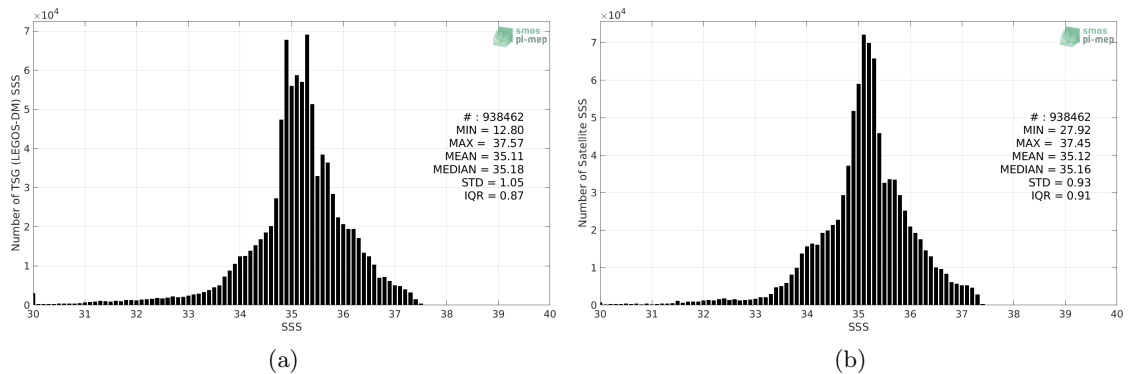 ×10⁴
7
6
5
4
3
2
1
0
30 31 32 33 34 35 36 37 38 39 40
SSS
Number of TSG (LEGOS-DM) SSS
smos
pi-mep
# : 938462
MIN = 12.80
MAX = 37.57
MEAN = 35.11
MEDIAN = 35.18
STD = 1.05
IQR = 0.87
(a)
×10⁴
7
6
5
4
3
2
1
0
30 31 32 33 34 35 36 37 38 39 40
SSS
Number of Satellite SSS
smos
pi-mep
# : 938462
MIN = 27.92
MAX = 37.45
MEAN = 35.12
MEDIAN = 35.16
STD = 0.93
IQR = 0.91
(b)